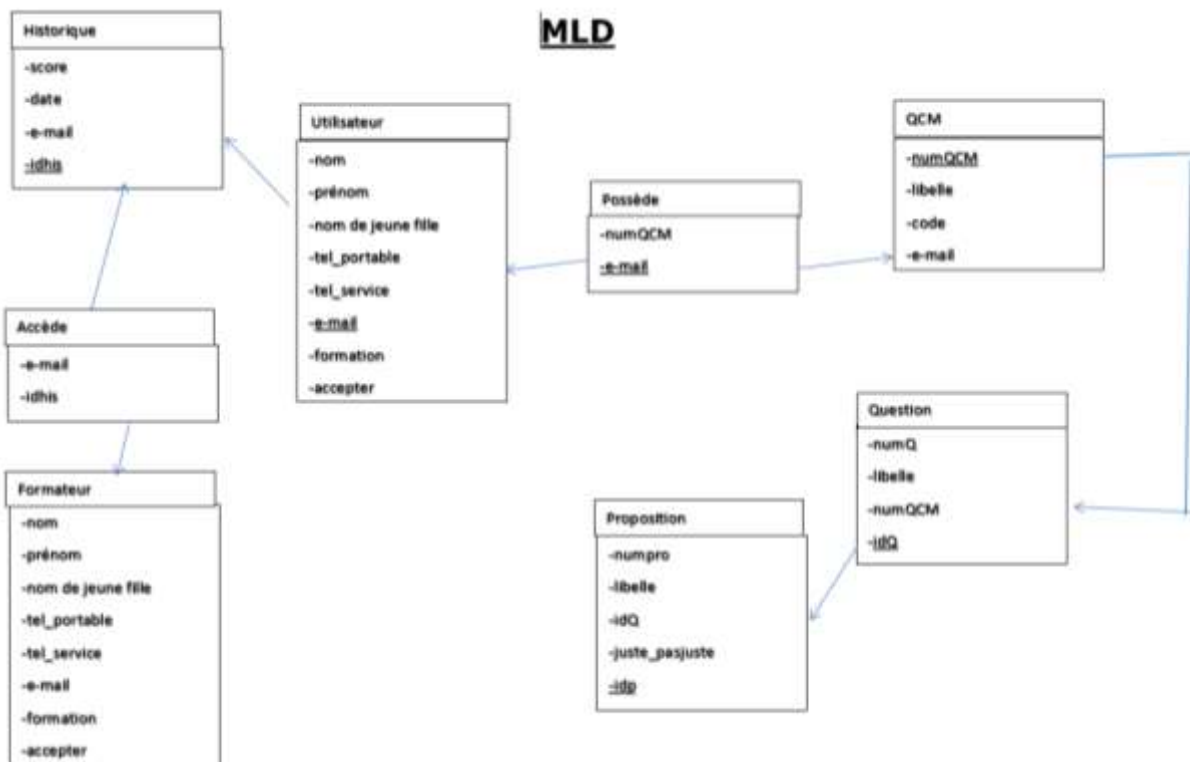 MLD
Historique
-score
-date
-e-mail
-idhis
Utilisateur
-nom
-prénom
-nom de jeune fille
-tel_portable
-tel_service
-e-mail
-formation
-accepter
Possède
-numQCM
-e-mail
QCM
-numQCM
-libelle
-code
-e-mail
Accède
-e-mail
-idhis
Formateur
-nom
-prénom
-nom de jeune fille
-tel_portable
-tel_service
-e-mail
-formation
-accepter
Proposition
-numpro
-libelle
-idQ
-juste_pasjuste
-idp
Question
-numQ
-libelle
-numQCM
-idQ